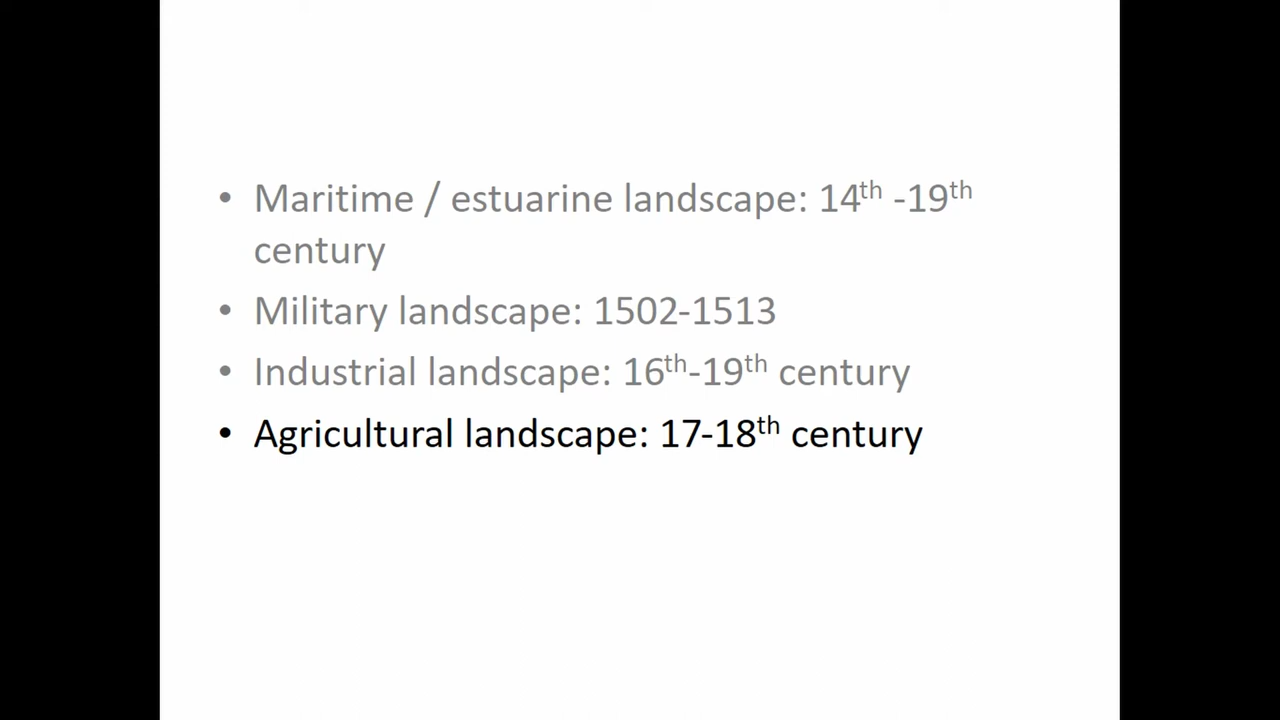 • Maritime / estuarine landscape: 14th -19th
century
• Military landscape: 1502-1513
• Industrial landscape: 16th-19th century
• Agricultural landscape: 17-18th century